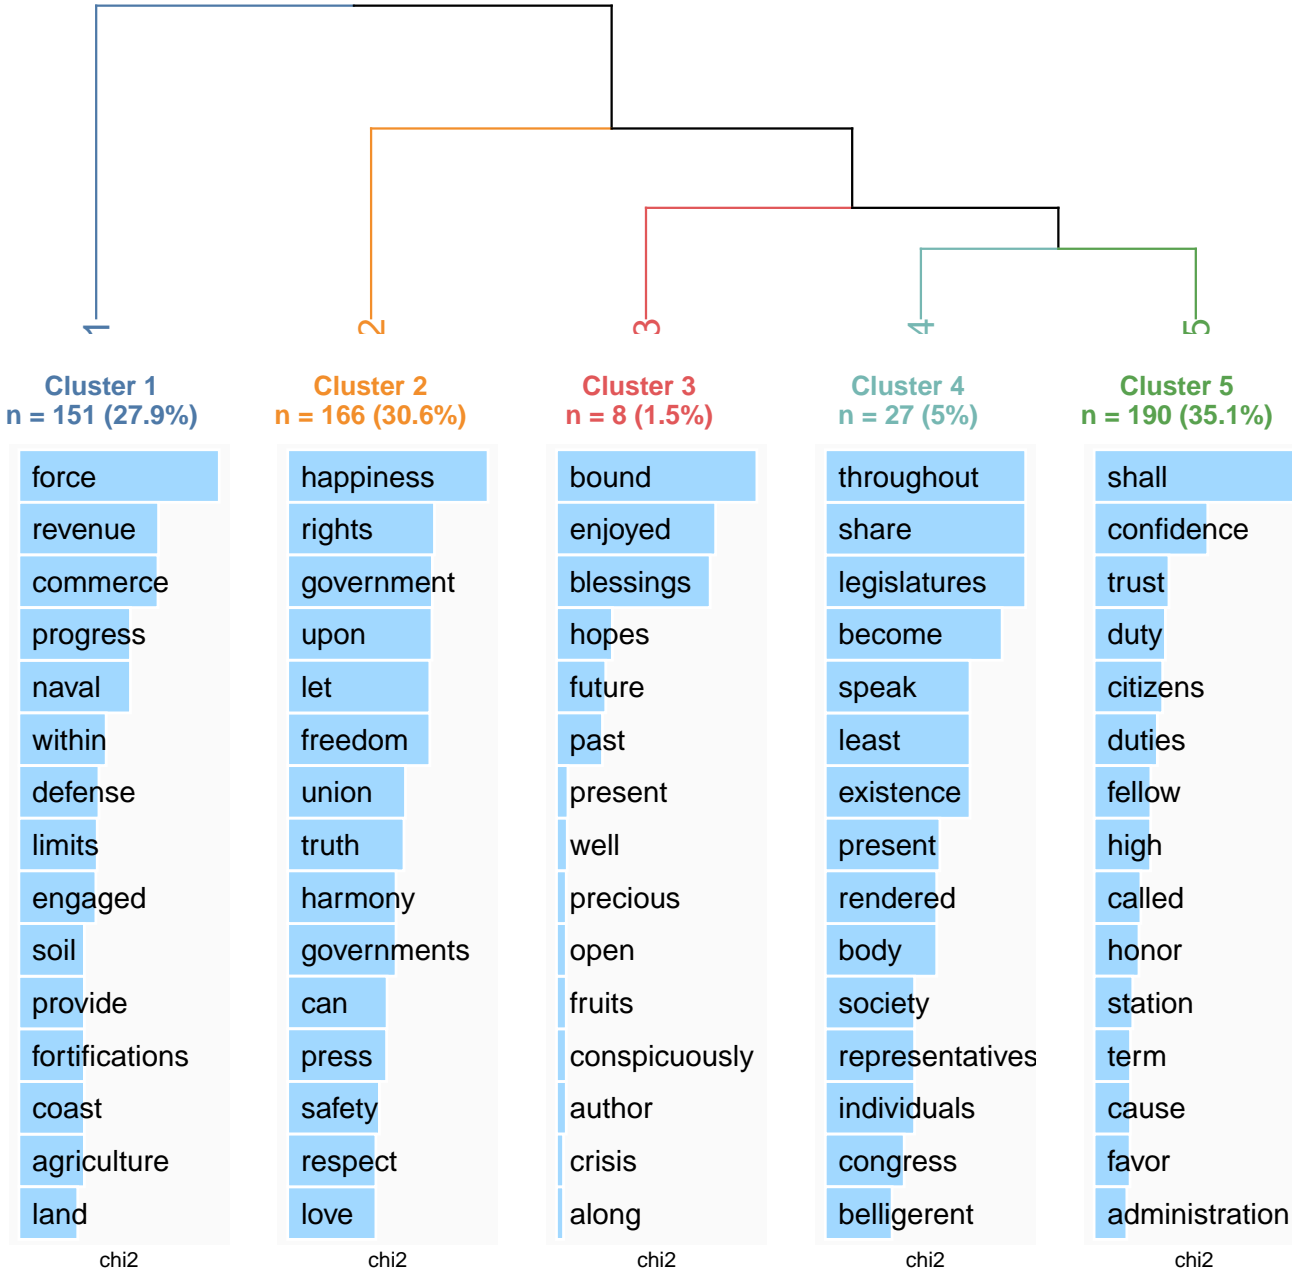 1
2
3
4
5
Cluster 1
n = 151 (27.9%)
force
revenue
commerce
progress
naval
within
defense
limits
engaged
soil
provide
fortifications
coast
agriculture
land
chi2
Cluster 2
n = 166 (30.6%)
happiness
rights
government
upon
let
freedom
union
truth
harmony
governments
can
press
safety
respect
love
chi2
Cluster 3
n = 8 (1.5%)
bound
enjoyed
blessings
hopes
future
past
present
well
precious
open
fruits
conspicuously
author
crisis
along
chi2
Cluster 4
n = 27 (5%)
throughout
share
legislatures
become
speak
least
existence
present
rendered
body
society
representatives
individuals
congress
belligerent
chi2
Cluster 5
n = 190 (35.1%)
shall
confidence
trust
duty
citizens
duties
fellow
high
called
honor
station
term
cause
favor
administration
chi2